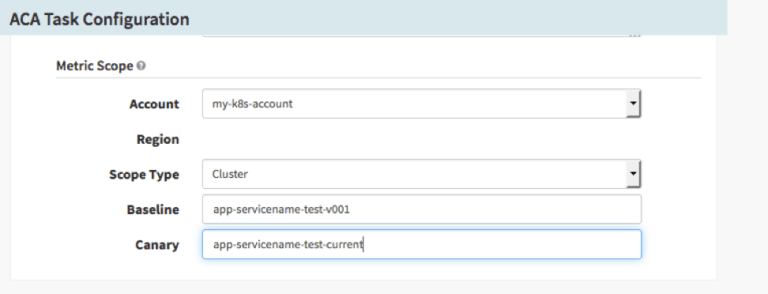 ACA Task Configuration
Metric Scope
Account my-k8s-account
Region
Scope Type Cluster
Baseline app-servicename-test-v001
Canary app-servicename-test-current